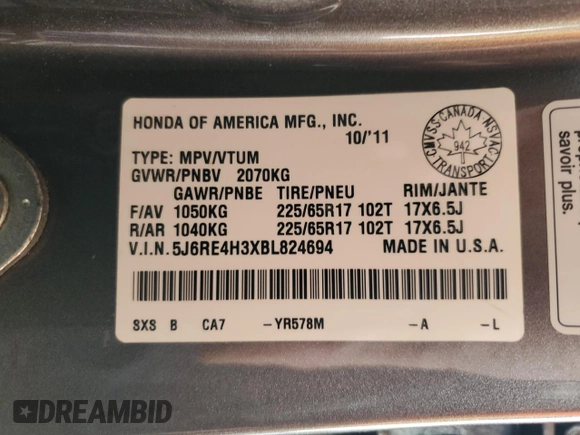 HONDA OF AMERICA MFG., INC.
10/'11
TYPE: MPV/VTUM
GVWR/PNBV 2070KG
GAWR/PNBE TIRE/PNEU RIM/JANTE
F/AV 1050KG 225/65R17 102T 17X6.5J
R/AR 1040KG 225/65R17 102T 17X6.5J
V.I.N. 5J6RE4H3XBL824694 MADE IN U.S.A.
SXS B CA7 -YR578M -A -L
CMVSS CANADA NSVAC
942
TRANSPORT
savoir plus.
DREAMBID